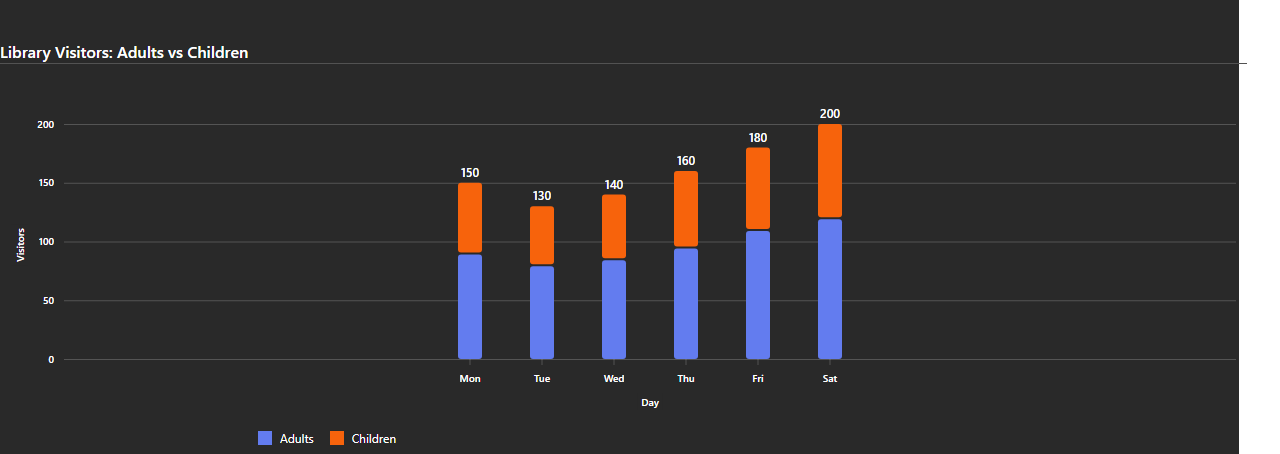 Library Visitors: Adults vs Children
200
150
100
50
0
Visitors
150
130
140
160
180
200
Mon Tue Wed Thu Fri Sat
Day
Adults Children